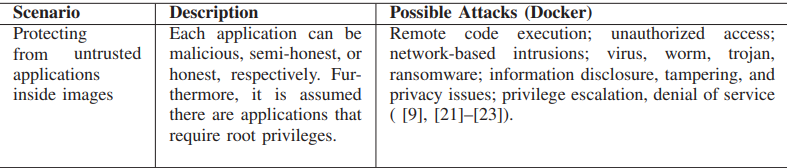 Scenario Description Possible Attacks (Docker)
Protecting from untrusted applications inside images
Each application can be
malicious, semi-honest, or
honest, respectively. Fur-
thermore, it is assumed
there are applications that
require root privileges.
Remote code execution; unauthorized access;
network-based intrusions; virus, worm, trojan,
ransomware; information disclosure, tampering, and
privacy issues; privilege escalation, denial of service
( [9], [21]–[23]).